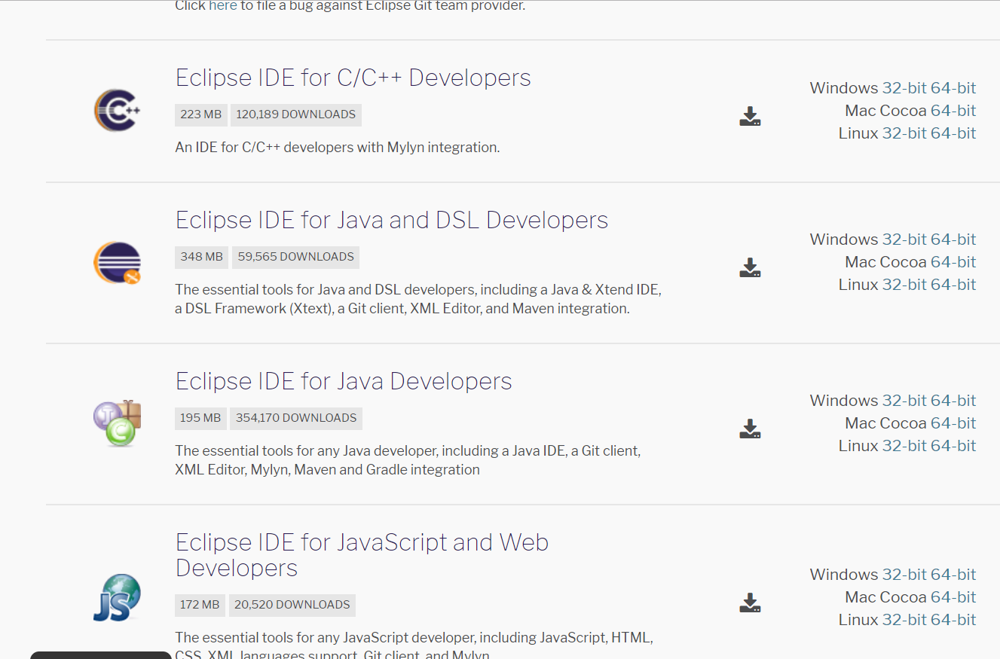 Click here to file a bug against Eclipse Git team provider.
Eclipse IDE for C/C++ Developers
223 MB 120,189 DOWNLOADS
An IDE for C/C++ developers with Mylyn integration.
Windows 32-bit 64-bit
Mac Cocoa 64-bit
Linux 32-bit 64-bit
C++
Eclipse IDE for Java and DSL Developers
348 MB 59,565 DOWNLOADS
The essential tools for Java and DSL developers, including a Java & Xtend IDE,
a DSL Framework (Xtext), a Git client, XML Editor, and Maven integration.
Windows 32-bit 64-bit
Mac Cocoa 64-bit
Linux 32-bit 64-bit
Eclipse IDE for Java Developers
195 MB 354,170 DOWNLOADS
The essential tools for any Java developer, including a Java IDE, a Git client,
XML Editor, Mylyn, Maven and Gradle integration
Windows 32-bit 64-bit
Mac Cocoa 64-bit
Linux 32-bit 64-bit
J
C
Eclipse IDE for JavaScript and Web
Developers
172 MB 20,520 DOWNLOADS
The essential tools for any JavaScript developer, including JavaScript, HTML,
CSS, XML languages support, Git client, and Mylyn
Windows 32-bit 64-bit
Mac Cocoa 64-bit
Linux 32-bit 64-bit
JS